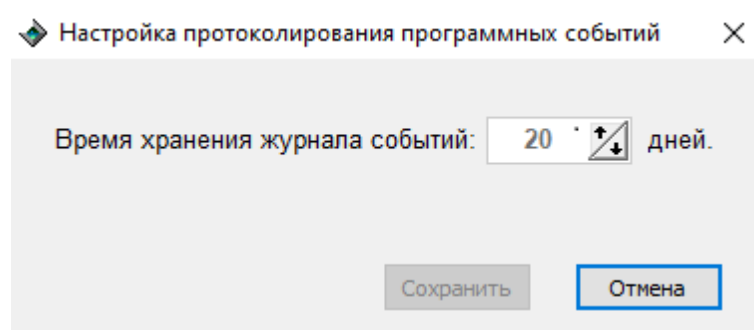 Настройка протоколирования программных событий
Время хранения журнала событий: 20 дней.
Сохранить Отмена